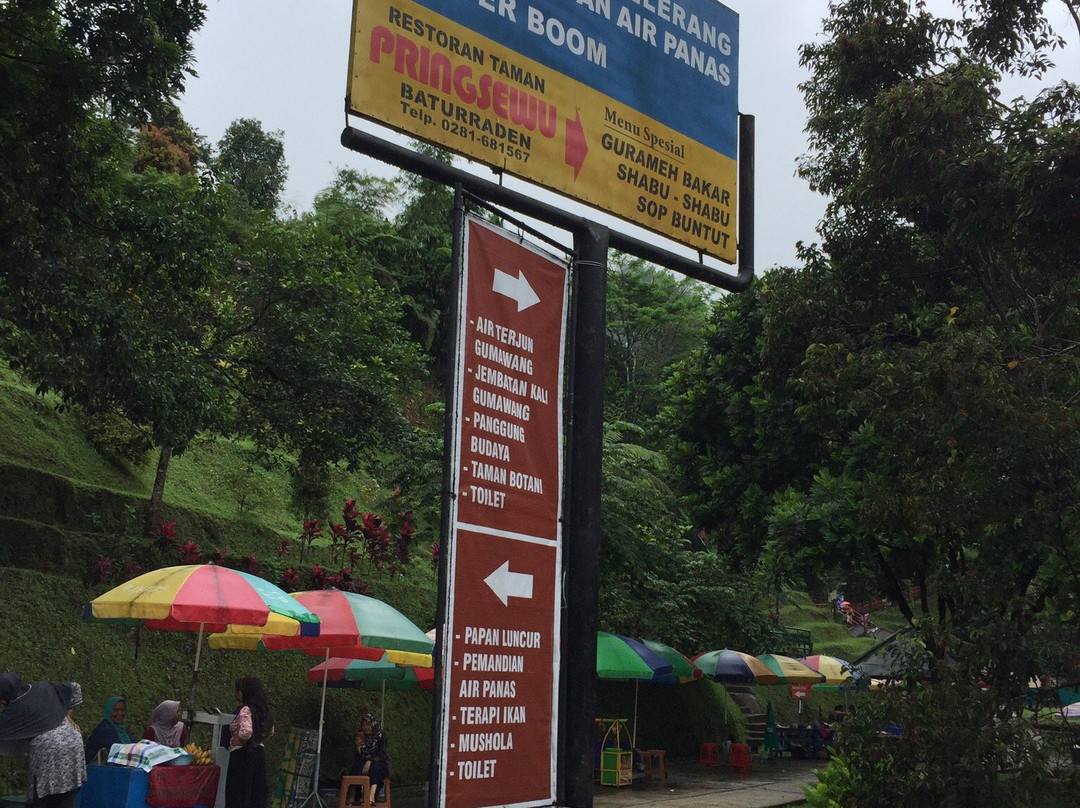 AIR PANAS
BOOM
RESTORAN TAMAN
PRINGSEWU
BATURRADEN
Telp. 0281-681567
Menu Spesial
GURAMEH BAKAR
SHABU - SHABU
SOP BUNTUT
- AIR TERJUN
GUMAWANG
- JEMBATAN KALI
GUMAWANG
- PANGGUNG
BUDAYA
- TAMAN BOTANI
- TOILET
- PAPAN LUNCUR
- PEMANDIAN
AIR PANAS
- TERAPI IKAN
- MUSHOLA
- TOILET